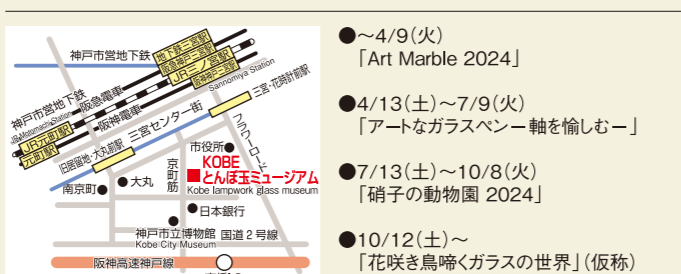 神戸市営地下鉄
地下鉄三宮駅
阪急神戸三宮駅
JR三ノ宮駅
阪神神戸三宮駅
Sannomiya Station
神戸市営地下鉄
阪急電車
JR Motomachi Station
JR元町駅
元町駅
阪神電車
三宮・花時計前駅
三宮センター街
旧居留地・大丸前駅
フラワーロード
市役所
京町筋
KOBE
とんぼ玉ミュージアム
Kobe lampwork glass museum
南京町
大丸
日本銀行
神戸市立博物館
Kobe City Museum
国道2号線
阪神高速神戸線
●〜4/9(火)
「Art Marble 2024」
●4/13(土)〜7/9(火)
「アートなガラスペン ー 軸を愉しむー」
●7/13(土)〜10/8(火)
「硝子の動物園 2024」
●10/12(土)〜
「花咲き鳥啼くガラスの世界」(仮称)